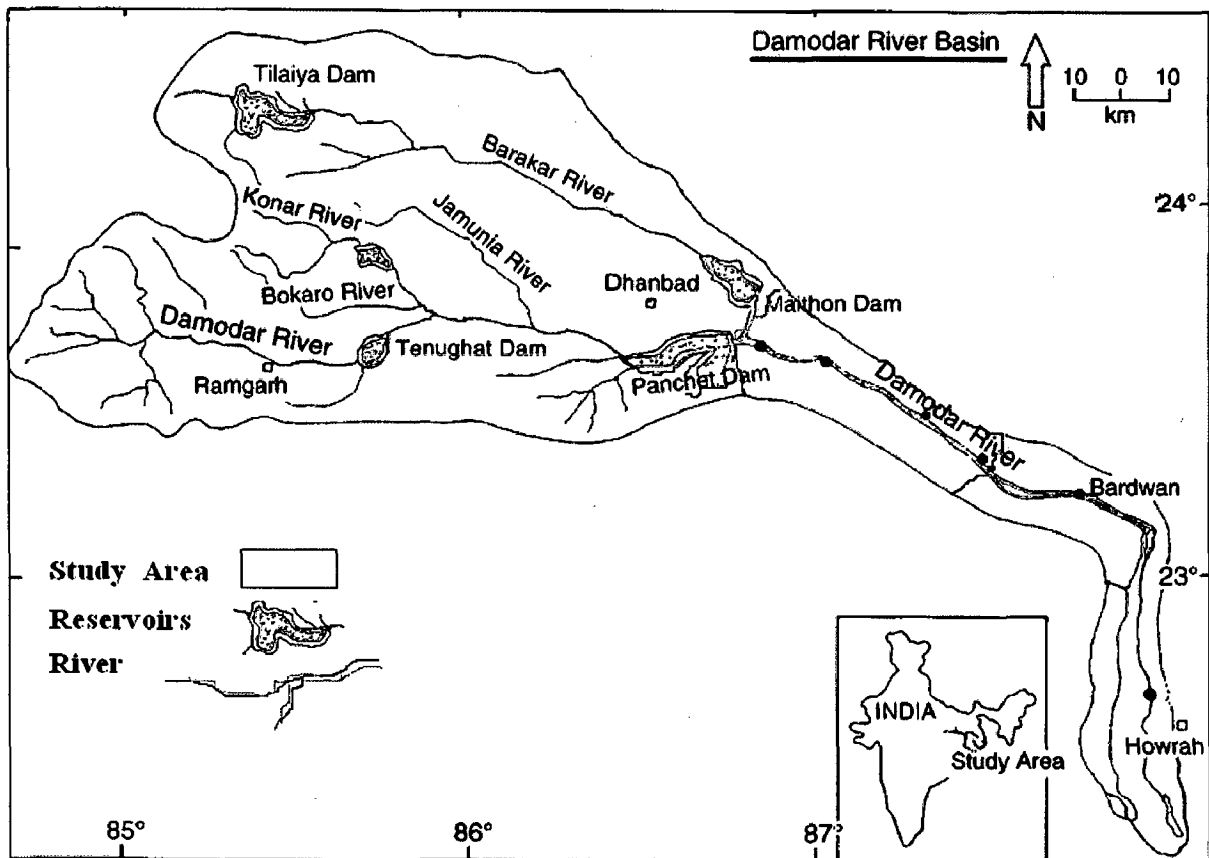 Damodar River Basin
10 0 10
km
N
Tilaiya Dam
Barakar River
24°
Konar River
Jamunia River
Dhanbad
Maithon Dam
Bokaro River
Damodar River
Tenughat Dam
Ramgarh
Panchet Dam
Damodar River
Bardwan
23°
Study Area
Reservoirs
River
INDIA
Study Area
Howrah
85°
86°
87°